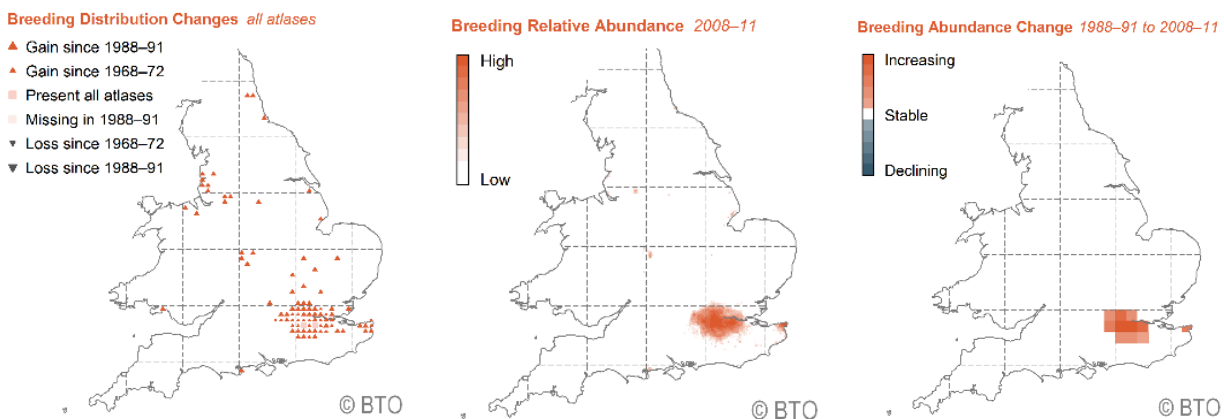 Breeding Distribution Changes all atlases
Gain since 1988–91
Gain since 1968–72
Present all atlases
Missing in 1988–91
Loss since 1968–72
Loss since 1988–91
© BTO
Breeding Relative Abundance 2008–11
High
Low
© BTO
Breeding Abundance Change 1988–91 to 2008–11
Increasing
Stable
Declining
© BTO